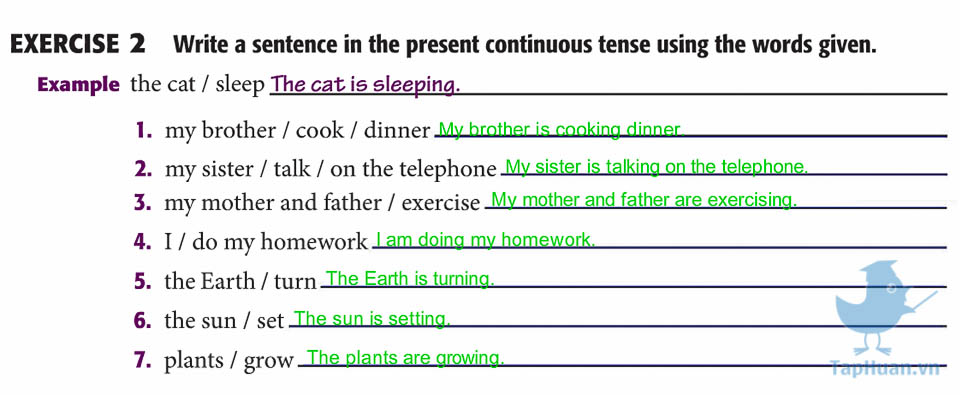 EXERCISE 2 Write a sentence in the present continuous tense using the words given.
Example the cat / sleep The cat is sleeping.
1. my brother / cook / dinner My brother is cooking dinner
2. my sister / talk / on the telephone My sister is talking on the telephone.
3. my mother and father / exercise My mother and father are exercising.
4. I / do my homework I am doing my homework.
5. the Earth / turn The Earth is turning.
6. the sun / set The sun is setting.
7. plants / grow The plants are growing.
TapHuan.vn